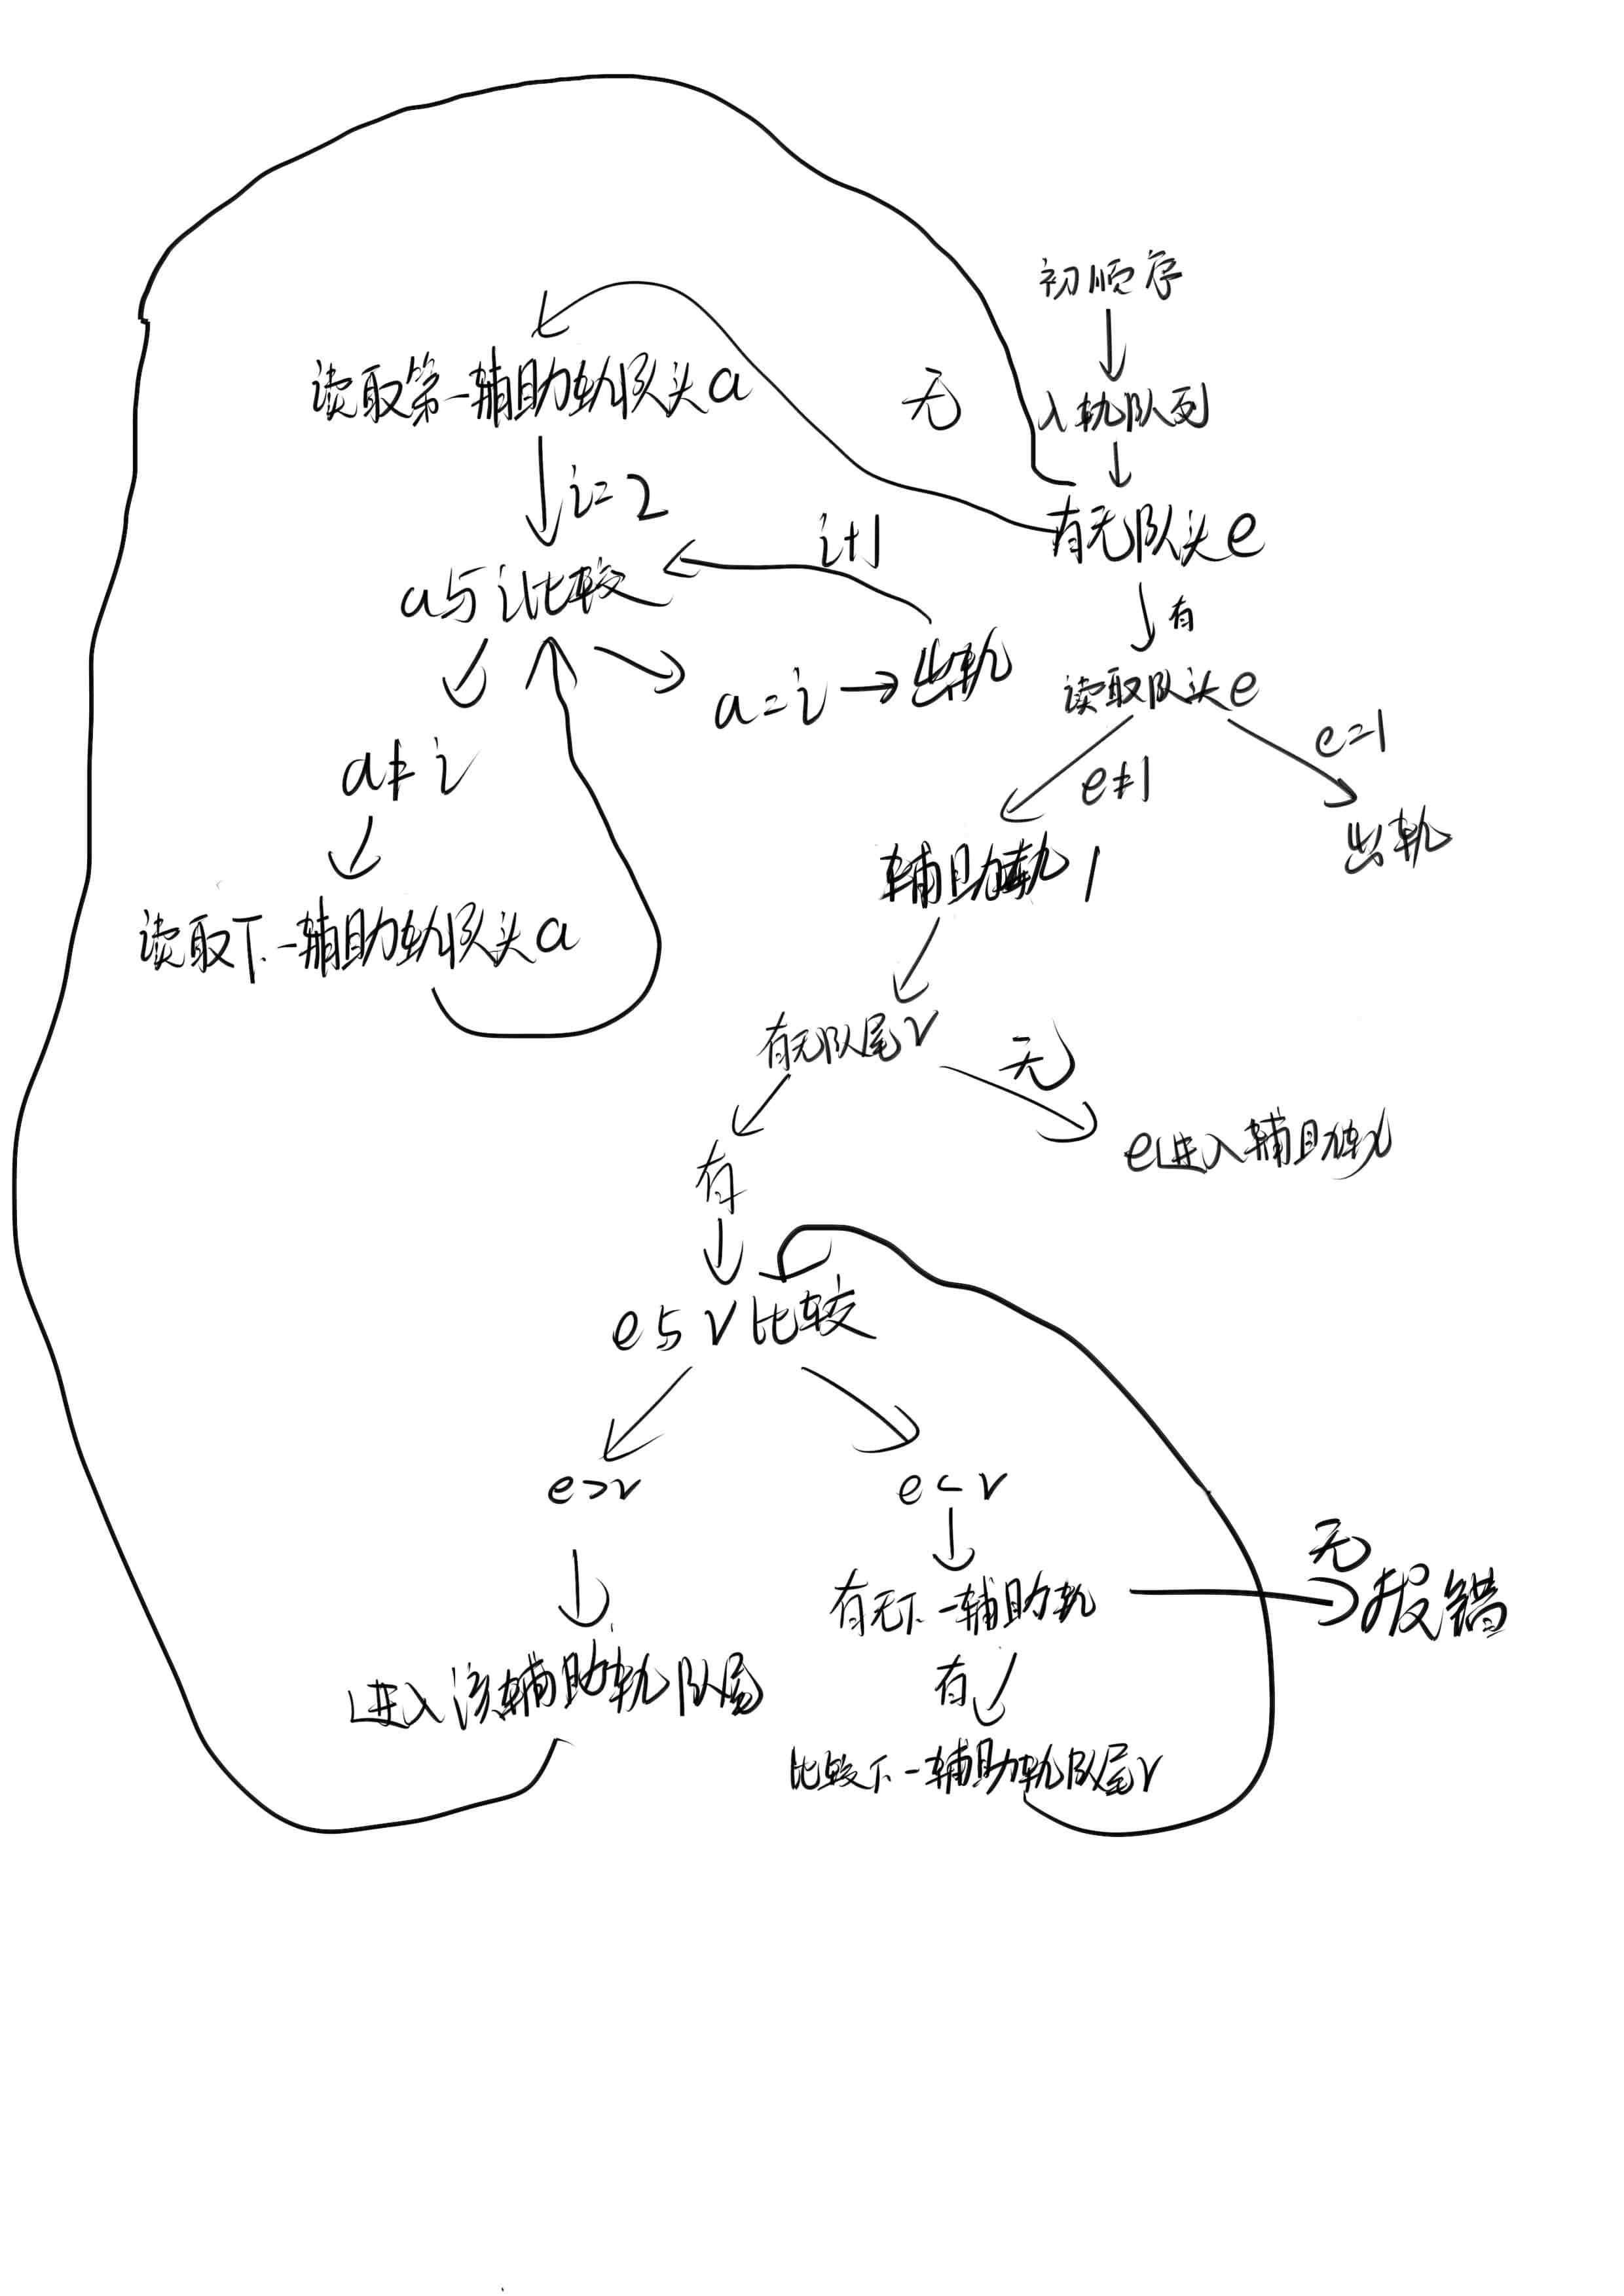 初顺序
入轨队列
无
有无队头e
有
读取队头e
e=1
出轨
e≠1
辅助轨1
有无队尾r
无
e进入辅助轨
有
e与r比较
e>r
进入该辅助轨队尾
e<r
有无下一辅助轨
无
报错
有
比较下一辅助轨队尾r
读取第一辅助轨队头a
i=2
a与i比较
i+1
a=i
出轨
a≠i
读取下一辅助轨队头a